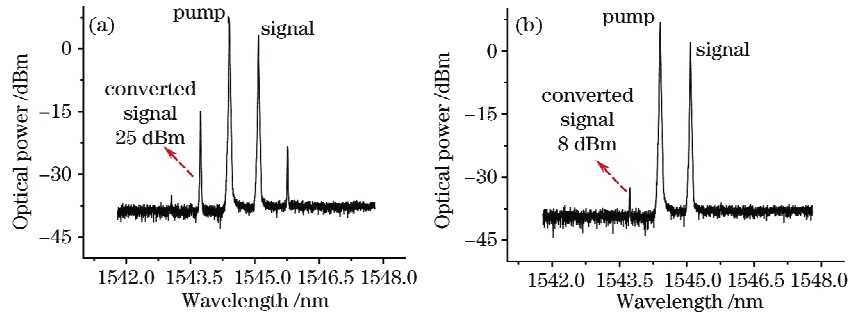 (a)
pump
signal
converted
signal
25 dBm
Optical power /dBm
0
−15
−30
−45
1542.0 1543.5 1545.0 1546.5 1548.0
Wavelength /nm
(b)
pump
signal
converted
signal
8 dBm
Optical power /dBm
0
−15
−30
−45
1542.0 1543.5 1545.0 1546.5 1548.0
Wavelength /nm